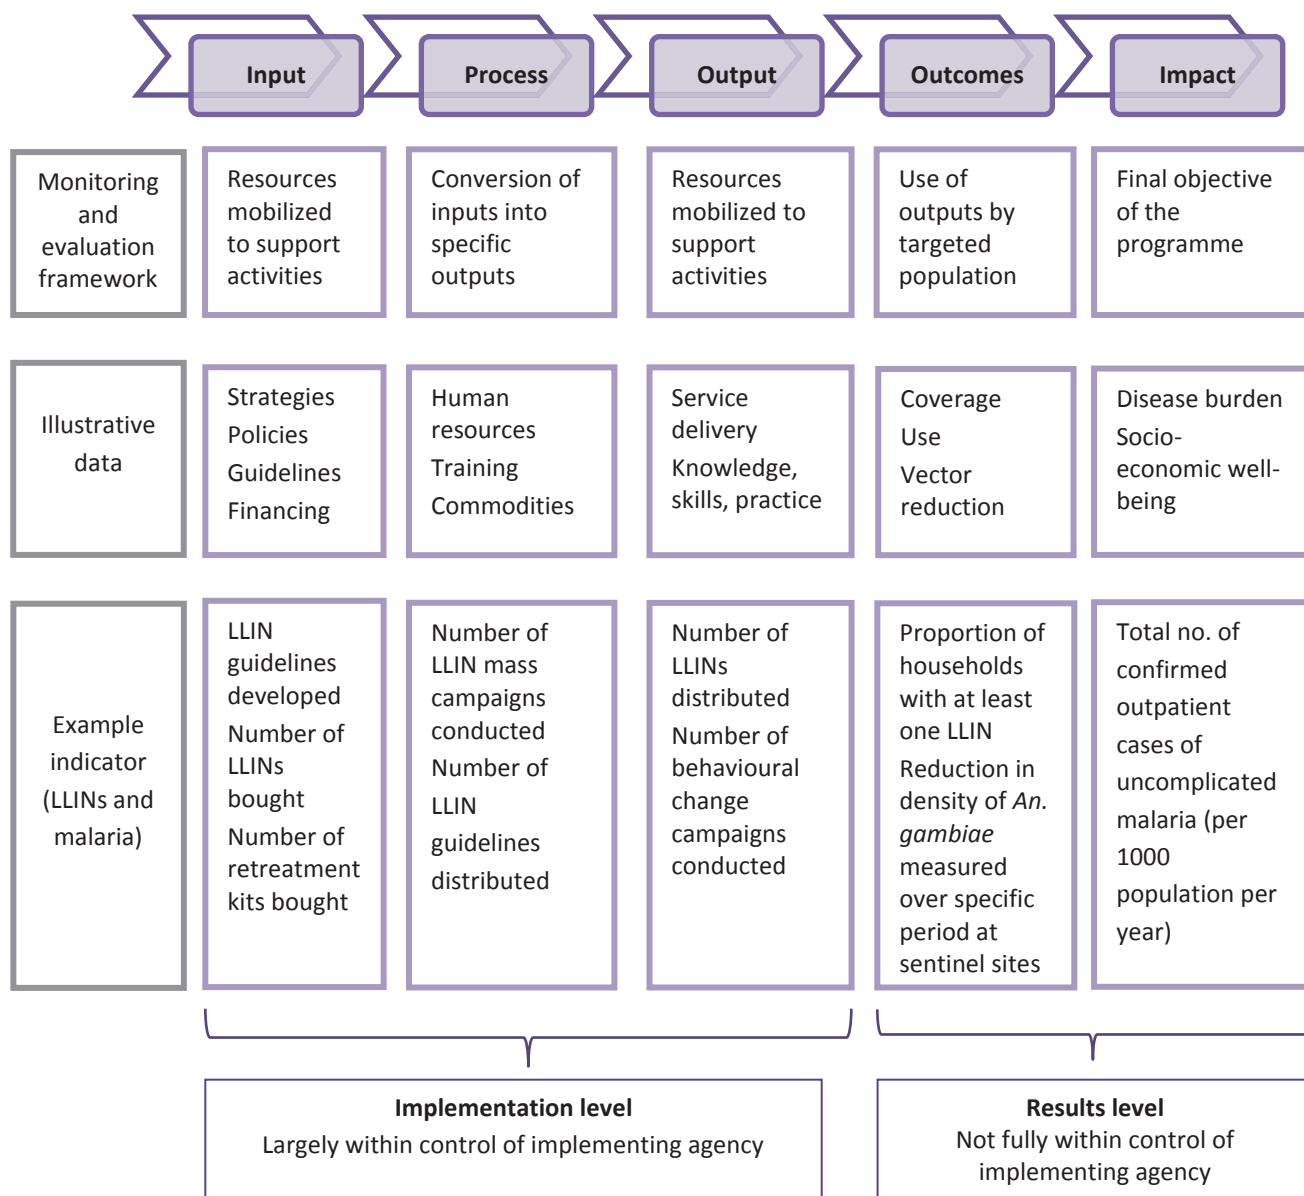 Input
Process
Output
Outcomes
Impact
Monitoring
and
evaluation
framework
Resources
mobilized
to support
activities
Conversion of
inputs into
specific
outputs
Resources
mobilized to
support
activities
Use of
outputs by
targeted
population
Final objective
of the
programme
Illustrative
data
Strategies
Policies
Guidelines
Financing
Human
resources
Training
Commodities
Service
delivery
Knowledge,
skills, practice
Coverage
Use
Vector
reduction
Disease burden
Socio-
economic well-
being
Example
indicator
(LLINs and
malaria)
LLIN
guidelines
developed
Number of
LLINs
bought
Number of
retreatment
kits bought
Number of
LLIN mass
campaigns
conducted
Number of
LLIN
guidelines
distributed
Number of
LLINs
distributed
Number of
behavioural
change
campaigns
conducted
Proportion of
households
with at least
one LLIN
Reduction in
density of An.
gambiae
measured
over specific
period at
sentinel sites
Total no. of
confirmed
outpatient
cases of
uncomplicated
malaria (per
1000
population per
year)
Implementation level
Largely within control of implementing agency
Results level
Not fully within control of
implementing agency